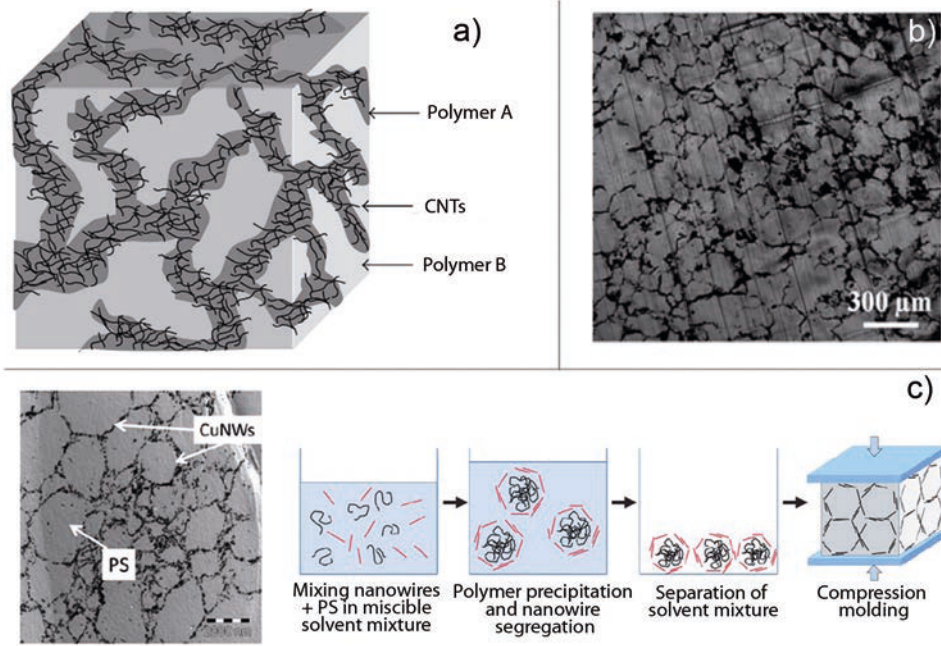 a)
Polymer A
CNTs
Polymer B
b)
300 µm
c)
CuNWs
PS
Mixing nanowires
+ PS in miscible
solvent mixture
Polymer precipitation
and nanowire
segregation
Separation of
solvent mixture
Compression
molding